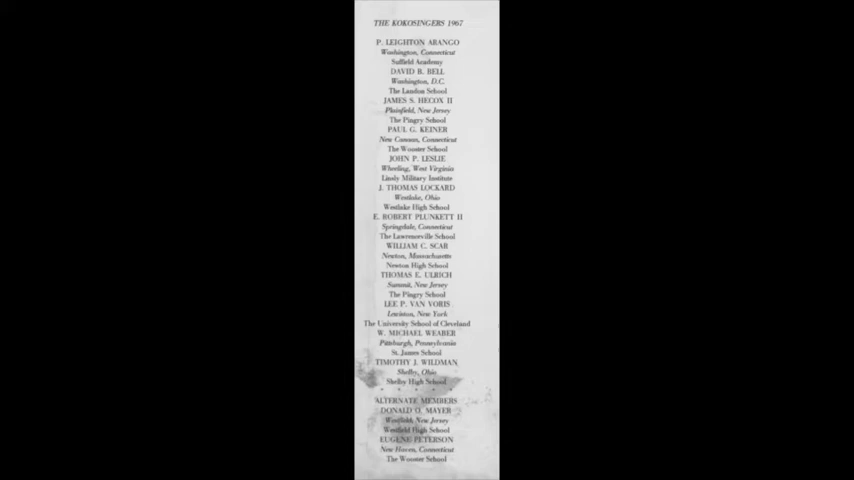 THE KOKOSINGERS 1967
P. LEIGHTON ARANGO
Washington, Connecticut
Suffield Academy
DAVID B. BELL
Washington, D.C.
The Landon School
JAMES S. HECOX II
Plainfield, New Jersey
The Pingry School
PAUL G. KEINER
New Canaan, Connecticut
The Wooster School
JOHN P. LESLIE
Wheeling, West Virginia
Linsly Military Institute
J. THOMAS LOCKARD
Westlake, Ohio
Westlake High School
E. ROBERT PLUNKETT II
Springdale, Connecticut
The Lawrenceville School
WILLIAM C. SCAR
Newton, Massachusetts
Newton High School
THOMAS E. ULRICH
Summit, New Jersey
The Pingry School
LEE P. VAN VORIS
Lewiston, New York
The University School of Cleveland
W. MICHAEL WEABER
Pittsburgh, Pennsylvania
St. James School
TIMOTHY J. WILDMAN
Shelby, Ohio
Shelby High School
* * * * *
ALTERNATE MEMBERS
DONALD O. MAYER
Westfield, New Jersey
Westfield High School
EUGENE PETERSON
New Haven, Connecticut
The Wooster School